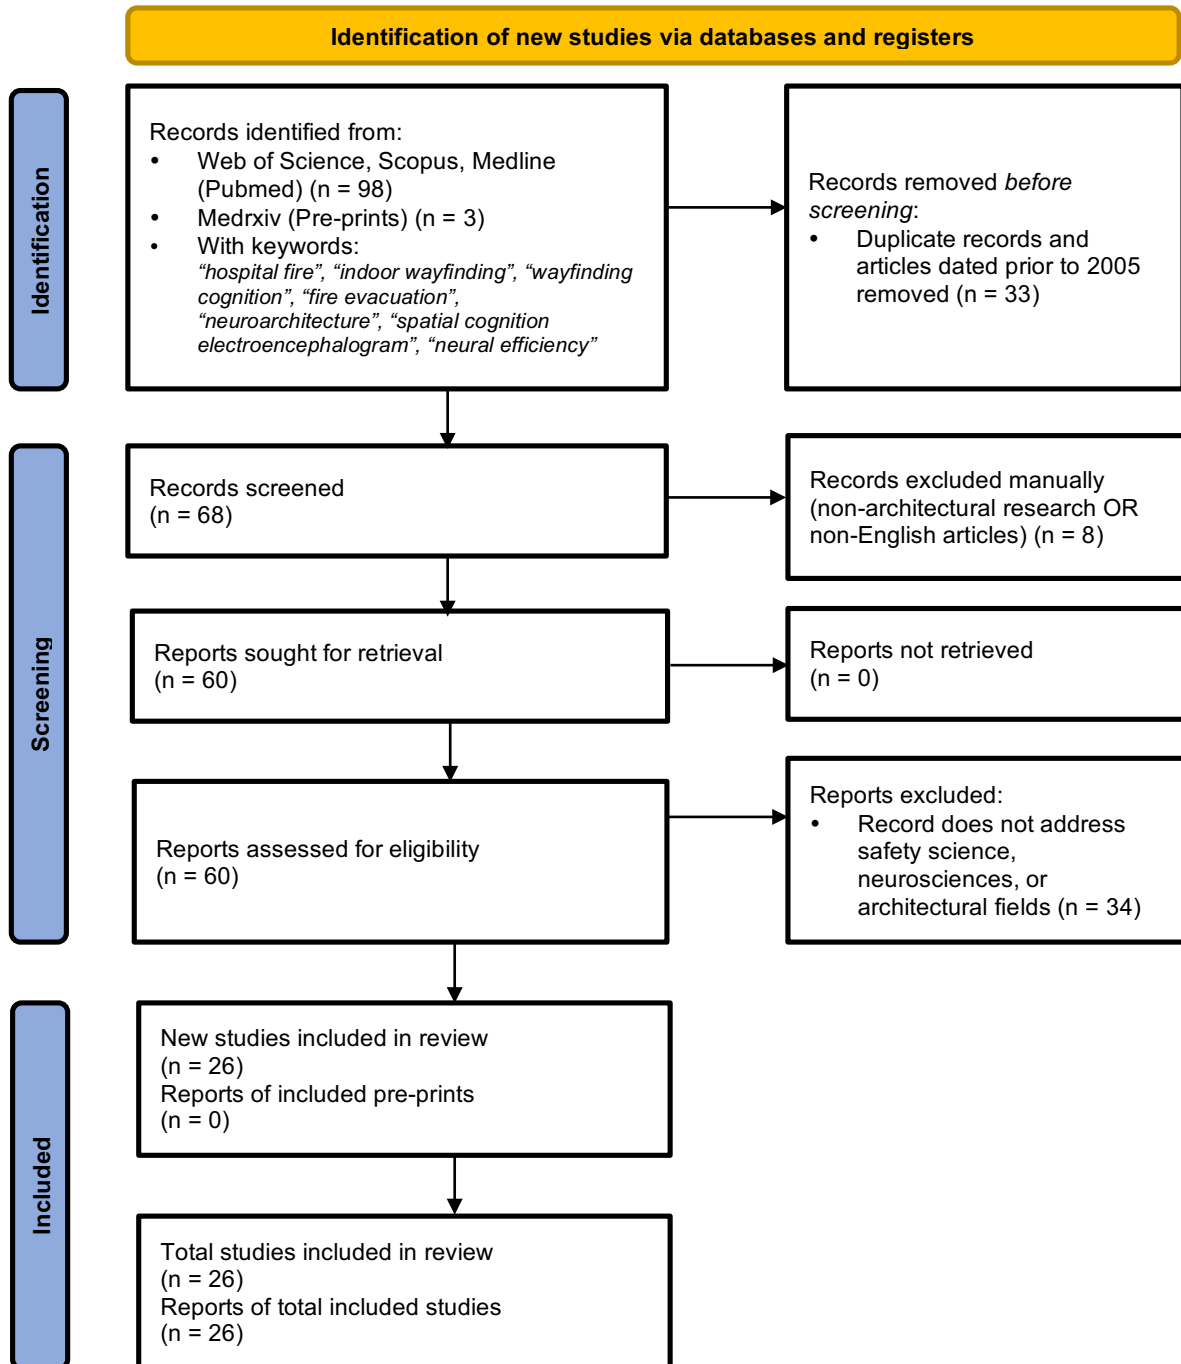 Identification of new studies via databases and registers
Identification
Records identified from:
• Web of Science, Scopus, Medline
(Pubmed) (n = 98)
• Medrxiv (Pre-prints) (n = 3)
• With keywords:
“hospital fire”, “indoor wayfinding”, “wayfinding
cognition”, “fire evacuation”,
“neuroarchitecture”, “spatial cognition
electroencephalogram”, “neural efficiency”
Records removed before
screening:
• Duplicate records and
articles dated prior to 2005
removed (n = 33)
Screening
Records screened
(n = 68)
Records excluded manually
(non-architectural research OR
non-English articles) (n = 8)
Reports sought for retrieval
(n = 60)
Reports not retrieved
(n = 0)
Reports assessed for eligibility
(n = 60)
Reports excluded:
• Record does not address
safety science,
neurosciences, or
architectural fields (n = 34)
Included
New studies included in review
(n = 26)
Reports of included pre-prints
(n = 0)
Total studies included in review
(n = 26)
Reports of total included studies
(n = 26)